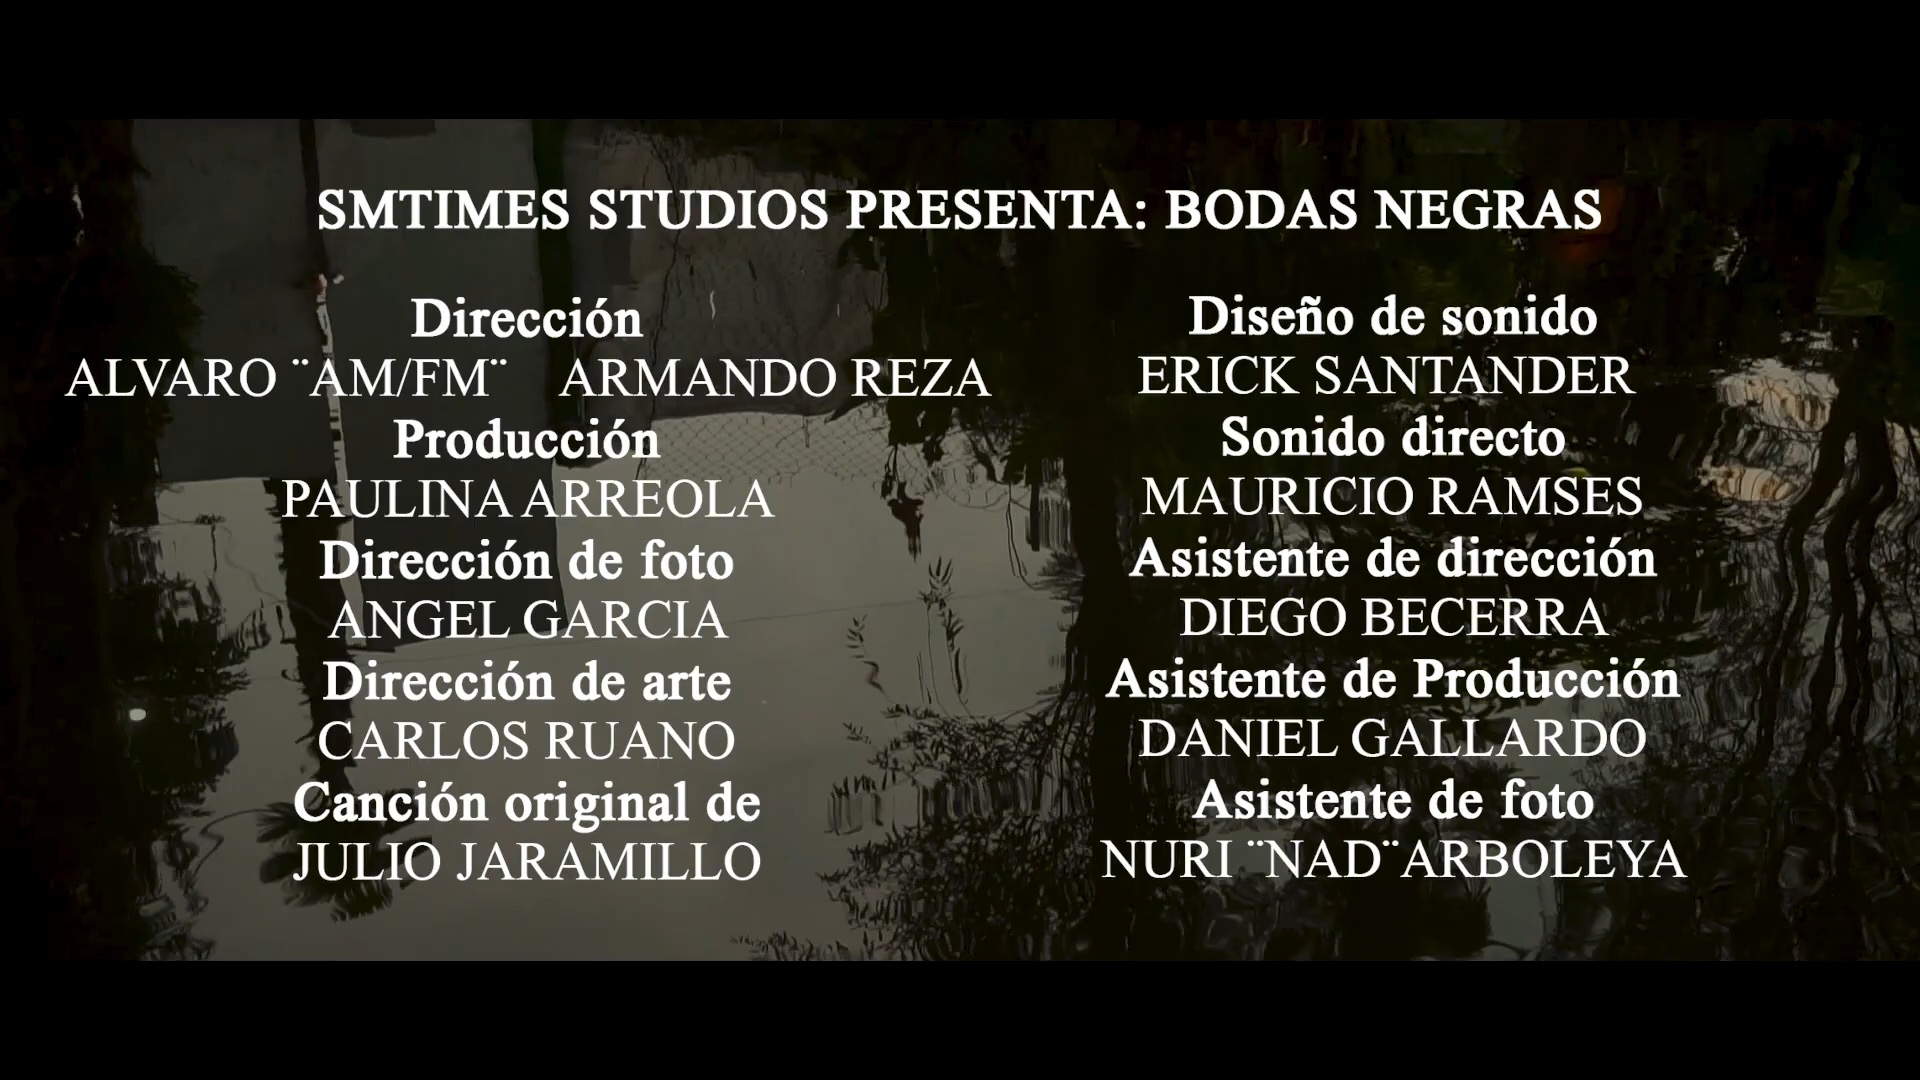 SMTIMES STUDIOS PRESENTA: BODAS NEGRAS
Dirección
ALVARO ¨AM/FM¨ ARMANDO REZA
Producción
PAULINA ARREOLA
Dirección de foto
ANGEL GARCIA
Dirección de arte
CARLOS RUANO
Canción original de
JULIO JARAMILLO
Diseño de sonido
ERICK SANTANDER
Sonido directo
MAURICIO RAMSES
Asistente de dirección
DIEGO BECERRA
Asistente de Producción
DANIEL GALLARDO
Asistente de foto
NURI ¨NAD¨ARBOLEYA